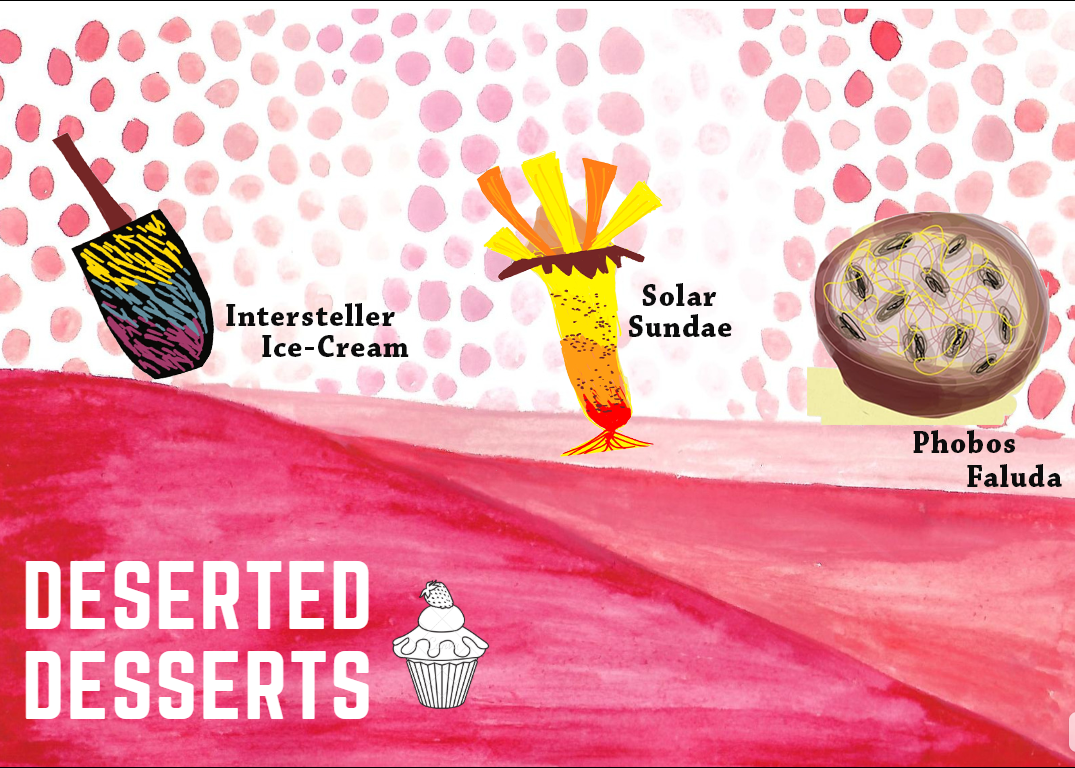 Intersteller
Ice-Cream
Solar
Sundae
Phobos
Faluda
DESERTED
DESSERTS